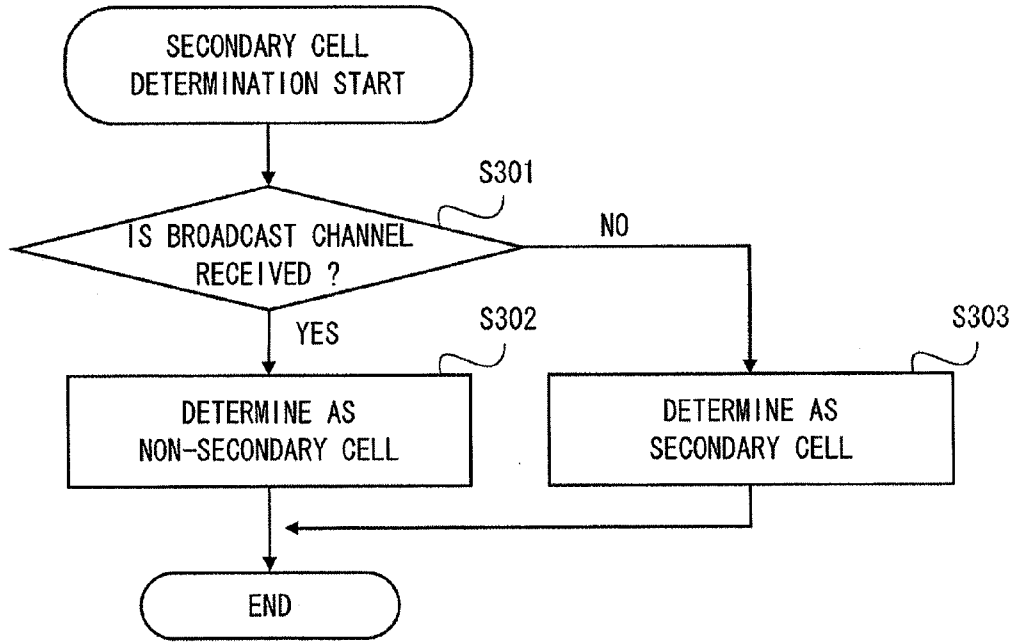 SECONDARY CELL
DETERMINATION START
S301
IS BROADCAST CHANNEL
RECEIVED ?
NO
YES
S302
S303
DETERMINE AS
NON-SECONDARY CELL
DETERMINE AS
SECONDARY CELL
END